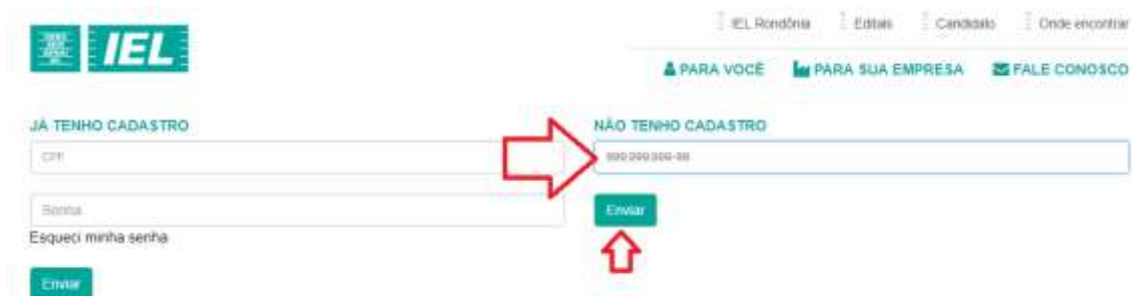 IEL
IEL Rondônia Editais Candidato Onde encontrar
PARA VOCÊ PARA SUA EMPRESA FALE CONOSCO
JÁ TENHO CADASTRO
CPF
Senha
Esqueci minha senha
Enviar
NÃO TENHO CADASTRO
999.999.999-99
Enviar